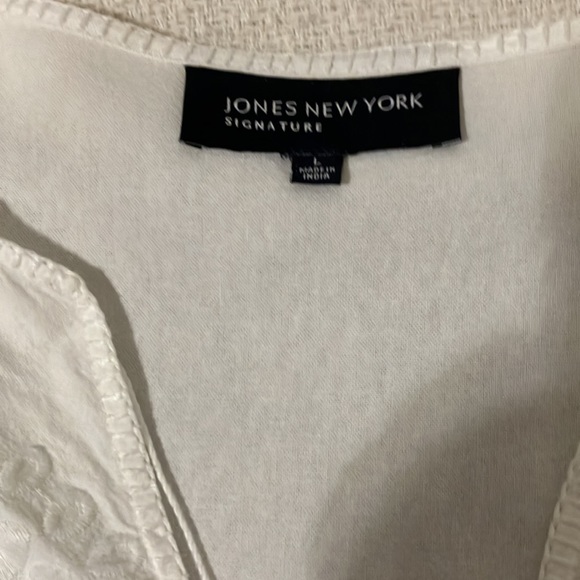 JONES NEW YORK
SIGNATURE
L
MADE IN
INDIA